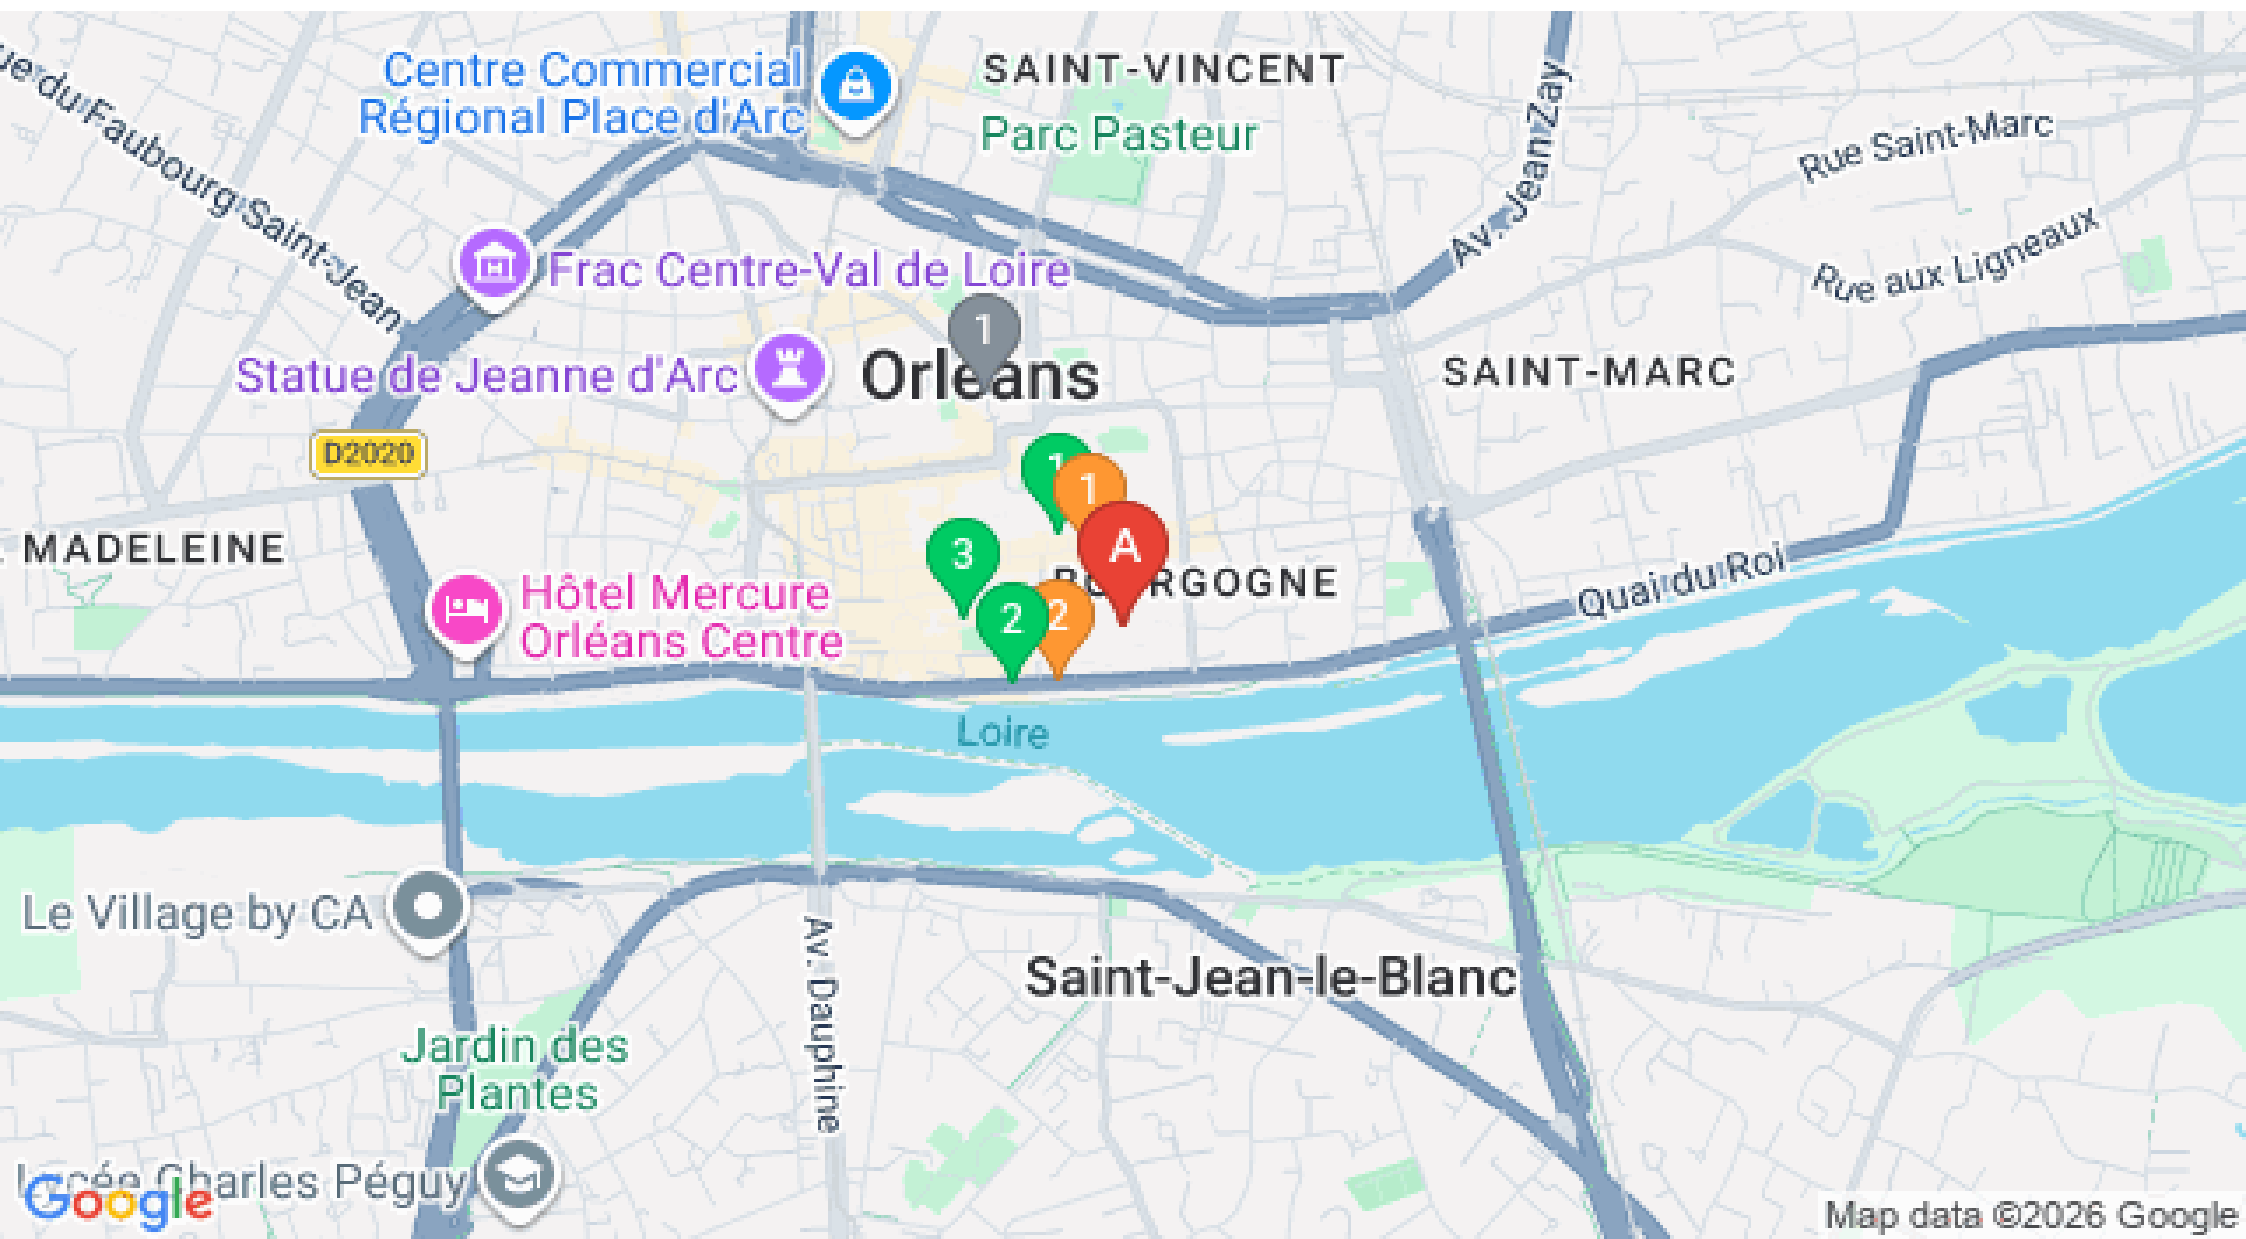 Centre Commercial
Régional Place d'Arc
SAINT-VINCENT
Parc Pasteur
Av. Jean Zay
Rue Saint-Marc
Rue aux Ligneaux
ue du Faubourg Saint-Jean
Frac Centre-Val de Loire
1
Statue de Jeanne d'Arc
Orléans
SAINT-MARC
D2020
1
1
A
3
MADELEINE
BOURGOGNE
Quai du Roi
Hôtel Mercure
Orléans Centre
2
2
Loire
Le Village by CA
Av. Dauphine
Saint-Jean-le-Blanc
Jardin des
Plantes
Lycée Charles Péguy
Google
Map data ©2026 Google